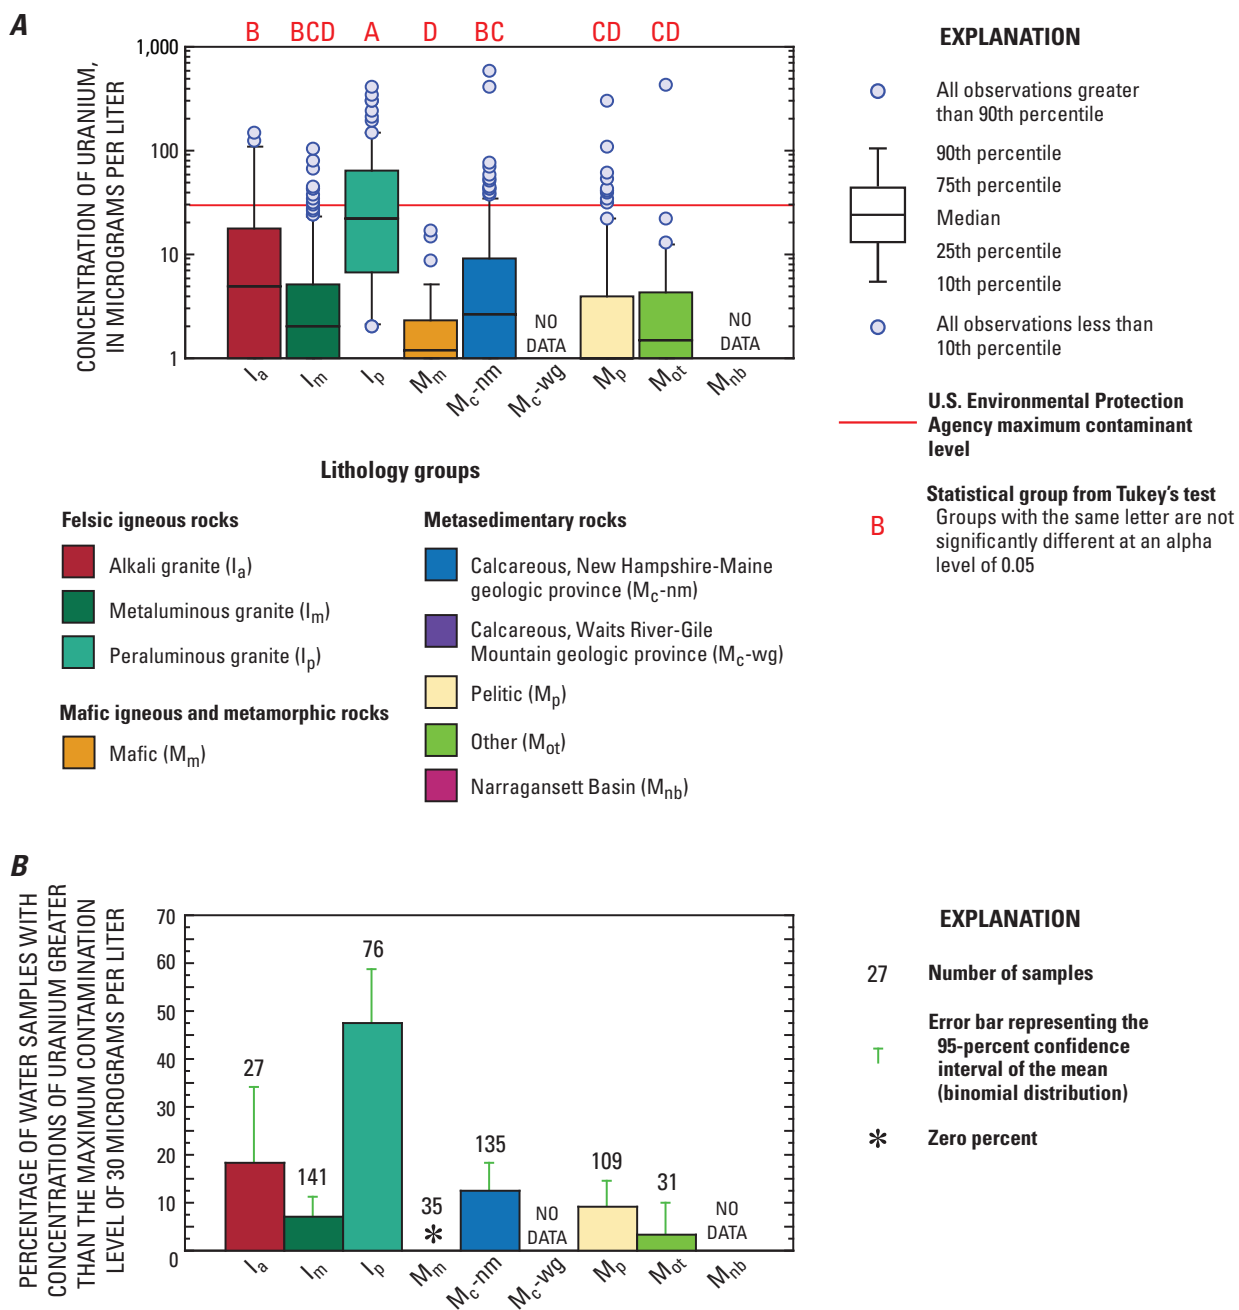 A
B BCD A D BC CD CD
CONCENTRATION OF URANIUM,
IN MICROGRAMS PER LITER
1,000
100
10
1
NO
DATA
NO
DATA
Ia Im Ip Mm Mc-nm Mc-wg Mp Mot Mnb
EXPLANATION
All observations greater
than 90th percentile
90th percentile
75th percentile
Median
25th percentile
10th percentile
All observations less than
10th percentile
U.S. Environmental Protection
Agency maximum contaminant
level
B
Statistical group from Tukey's test
Groups with the same letter are not
significantly different at an alpha
level of 0.05
Lithology groups
Felsic igneous rocks
Alkali granite (Ia)
Metaluminous granite (Im)
Peraluminous granite (Ip)
Mafic igneous and metamorphic rocks
Mafic (Mm)
Metasedimentary rocks
Calcareous, New Hampshire-Maine
geologic province (Mc-nm)
Calcareous, Waits River-Gile
Mountain geologic province (Mc-wg)
Pelitic (Mp)
Other (Mot)
Narragansett Basin (Mnb)
B
PERCENTAGE OF WATER SAMPLES WITH
CONCENTRATIONS OF URANIUM GREATER
THAN THE MAXIMUM CONTAMINATION
LEVEL OF 30 MICROGRAMS PER LITER
70
60
50
40
30
20
10
0
27
141
76
35
*
135
NO
DATA
109
31
NO
DATA
Ia Im Ip Mm Mc-nm Mc-wg Mp Mot Mnb
EXPLANATION
27 Number of samples
Error bar representing the
95-percent confidence
interval of the mean
(binomial distribution)
* Zero percent